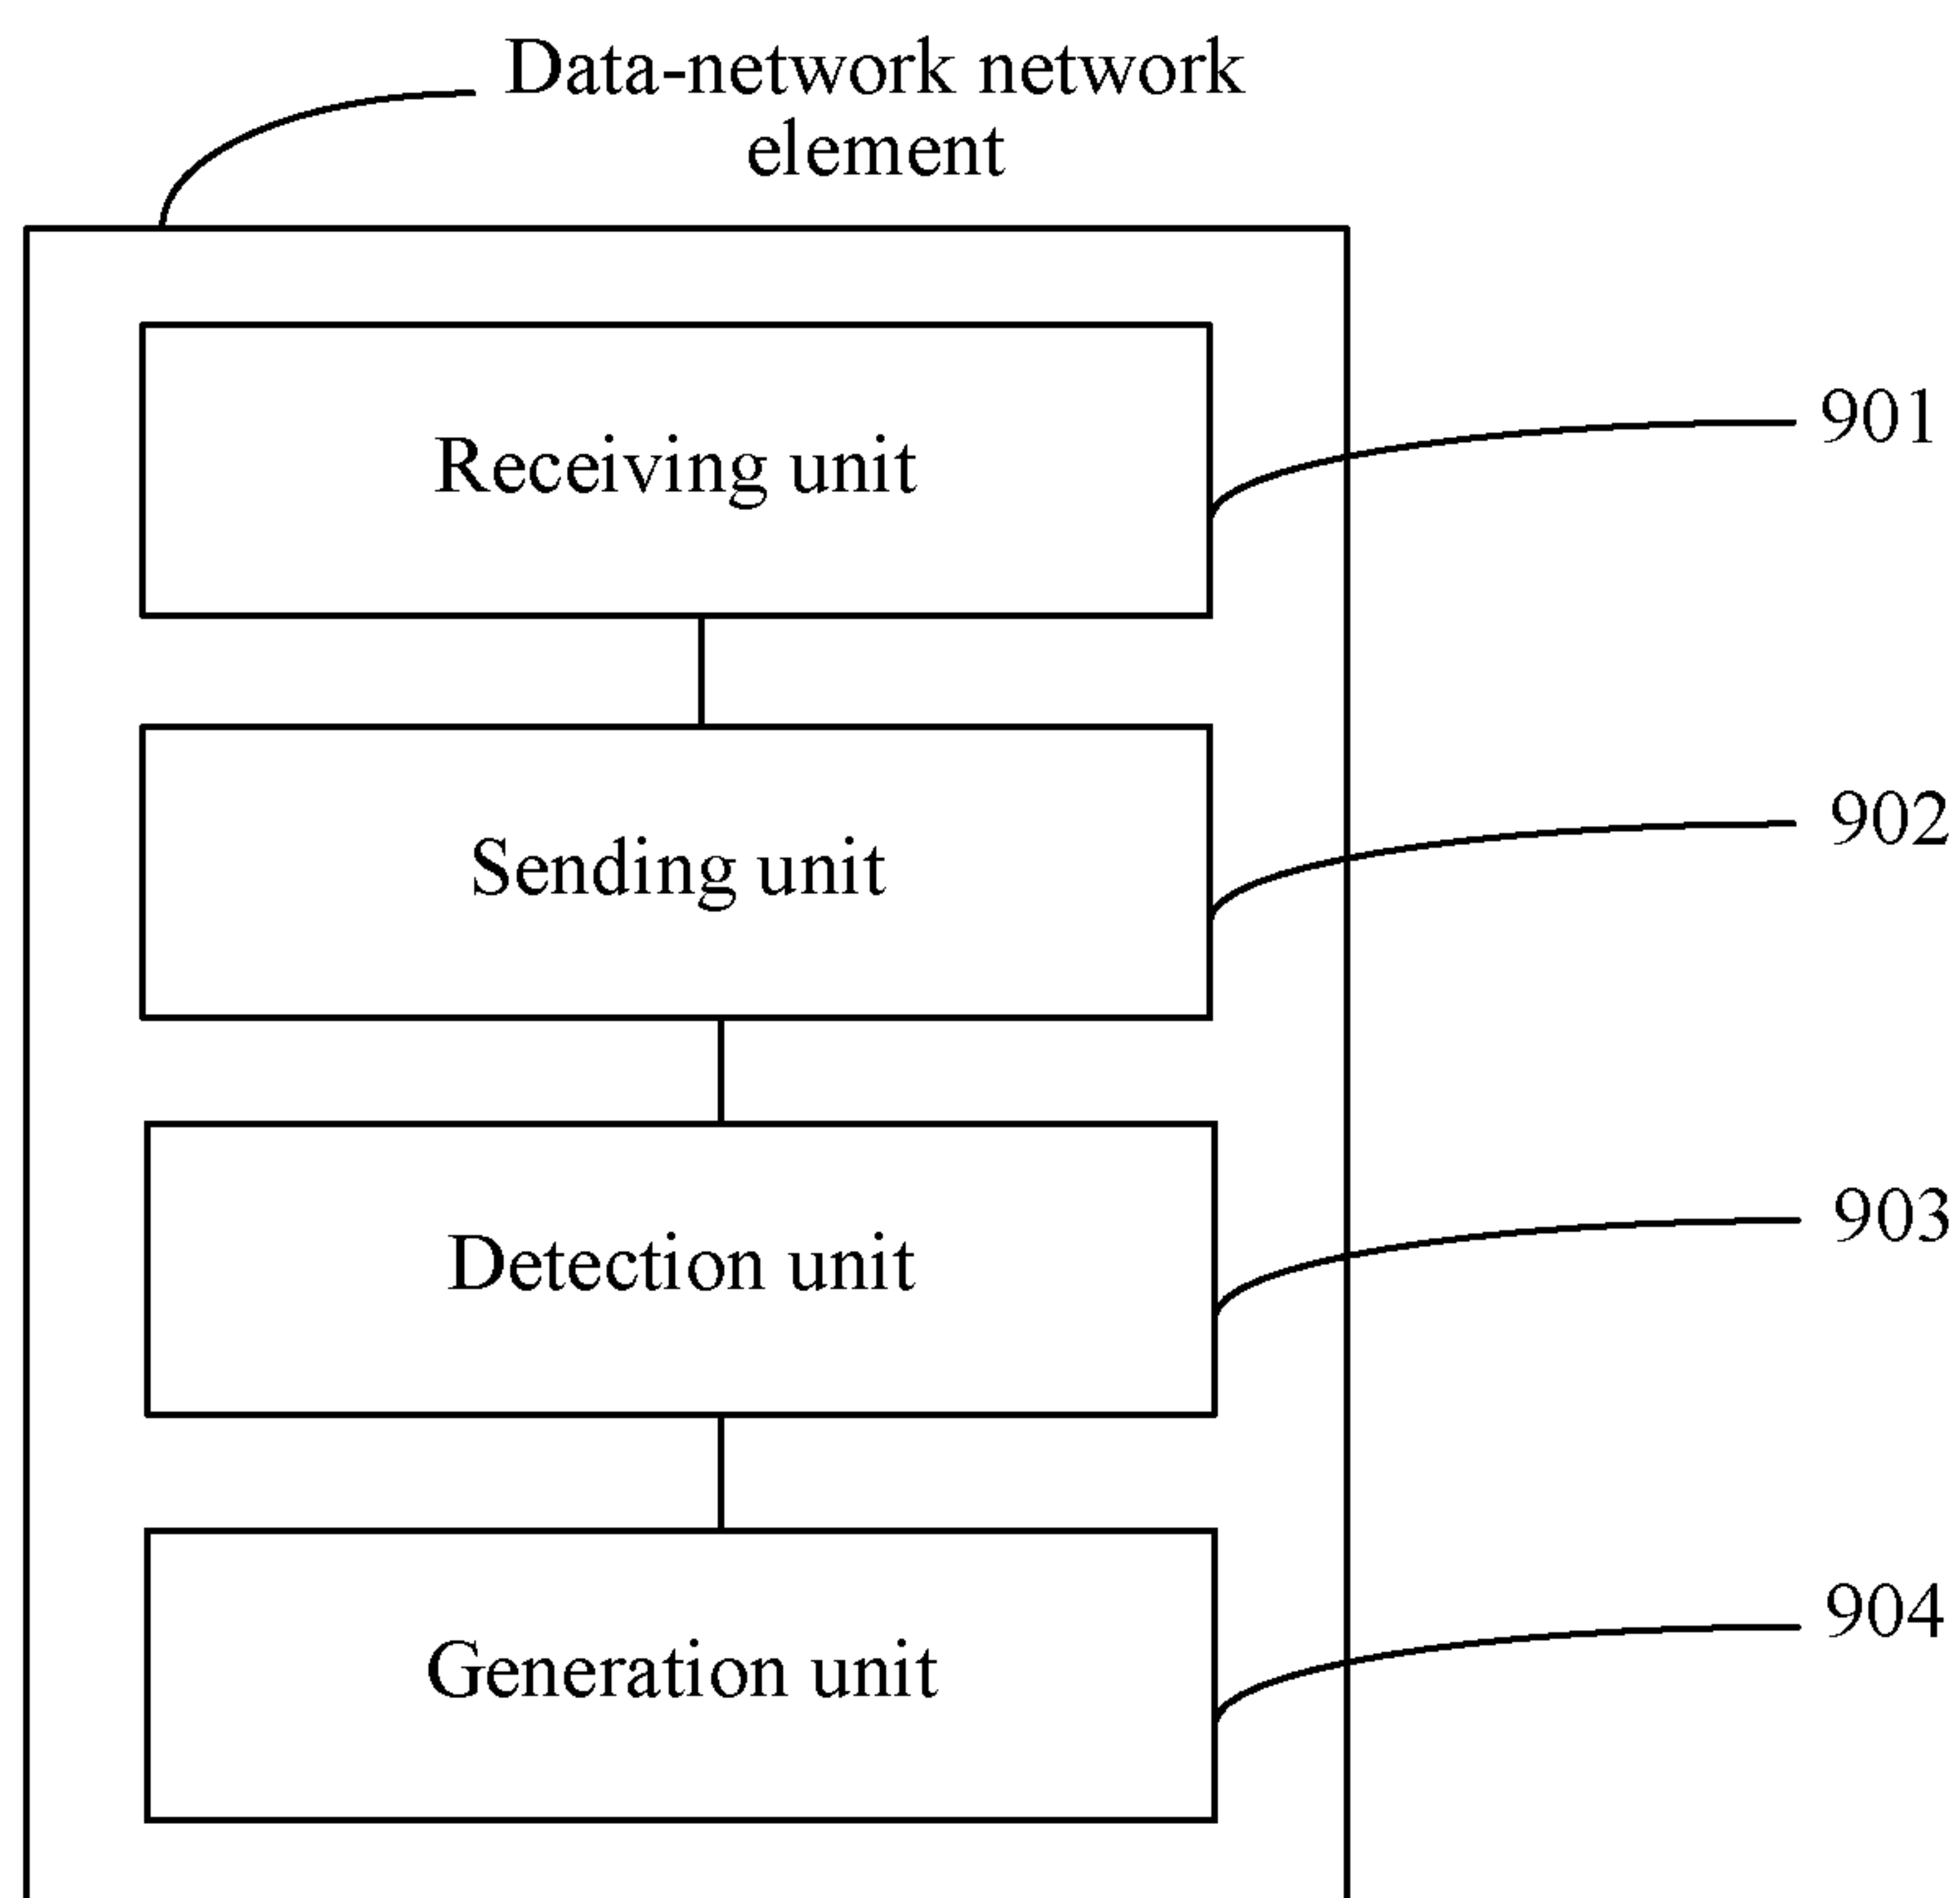 Data-network network
element
Receiving unit
901
Sending unit
902
Detection unit
903
Generation unit
904